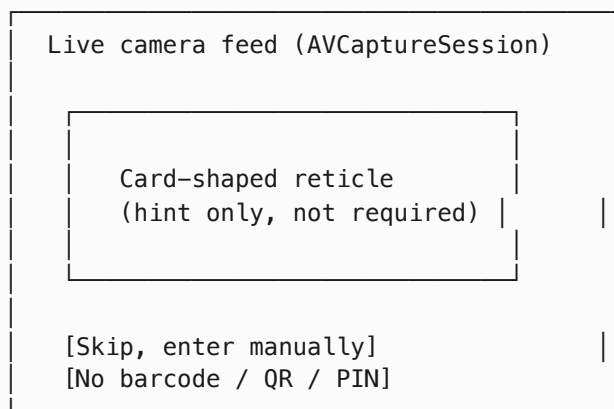 Live camera feed (AVCaptureSession)
Card-shaped reticle
(hint only, not required)
[Skip, enter manually]
[No barcode / QR / PIN]